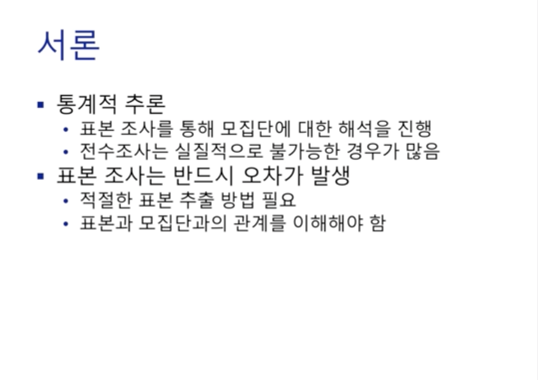 서론
▪ 통계적 추론
• 표본 조사를 통해 모집단에 대한 해석을 진행
• 전수조사는 실질적으로 불가능한 경우가 많음
▪ 표본 조사는 반드시 오차가 발생
• 적절한 표본 추출 방법 필요
• 표본과 모집단과의 관계를 이해해야 함